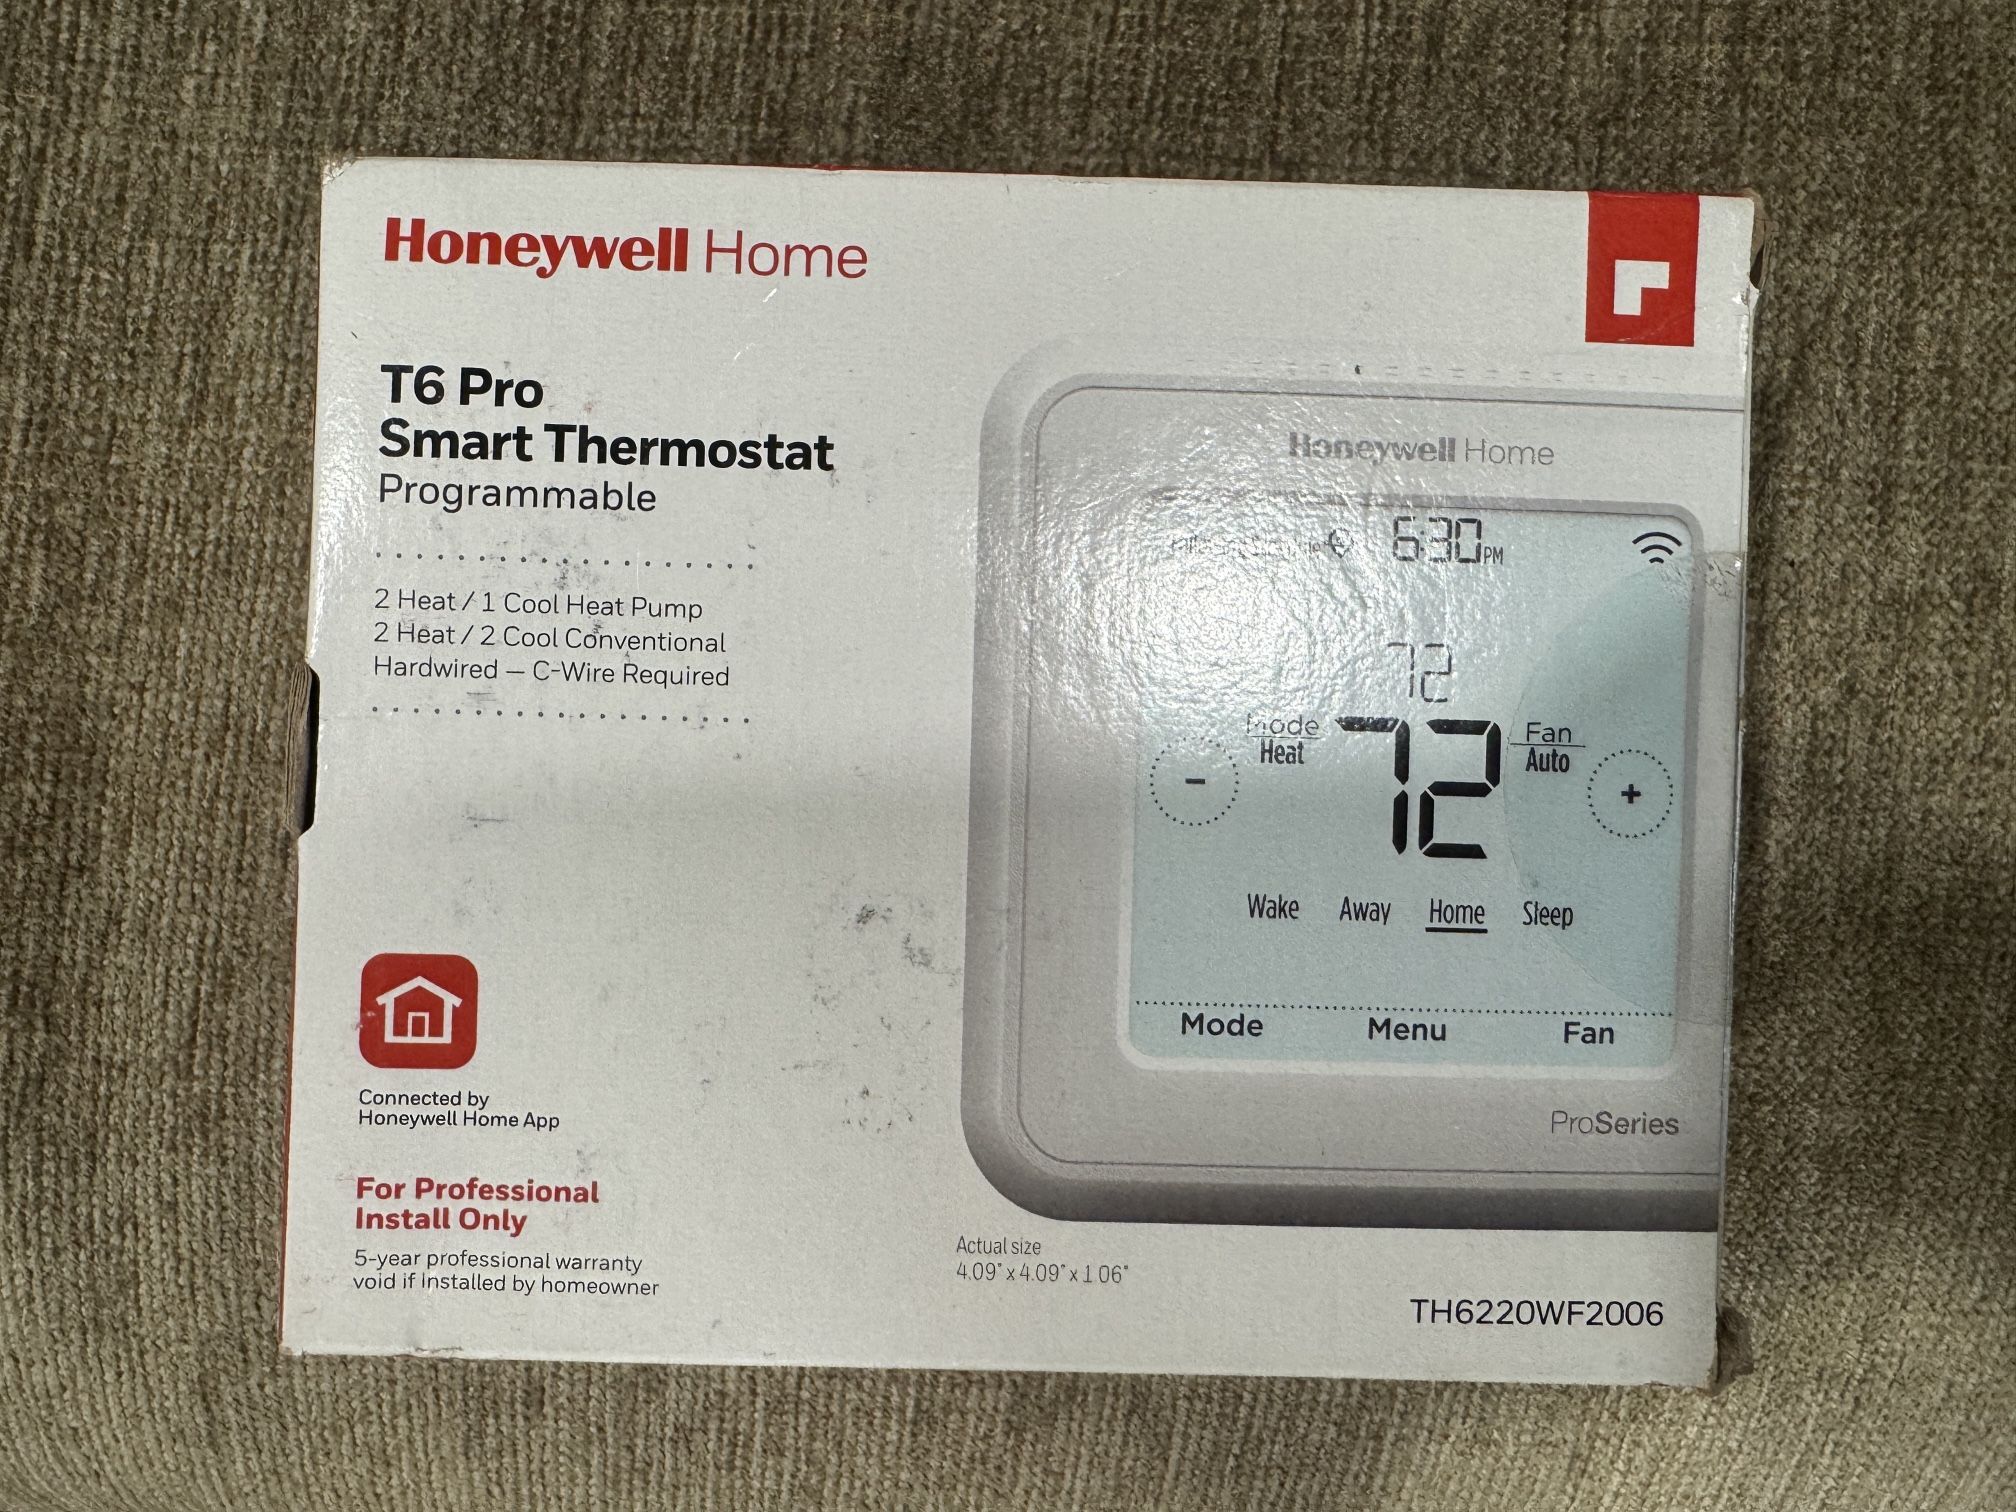 Honeywell Home
T6 Pro
Smart Thermostat
Programmable
2 Heat / 1 Cool Heat Pump
2 Heat / 2 Cool Conventional
Hardwired — C-Wire Required
Connected by
Honeywell Home App
For Professional
Install Only
5-year professional warranty
void if installed by homeowner
Honeywell Home
6:30 PM
72
Mode
Heat
72
Fan
Auto
-
+
Wake Away Home Sleep
Mode Menu Fan
ProSeries
Actual size
4.09" x 4.09" x 1.06"
TH6220WF2006